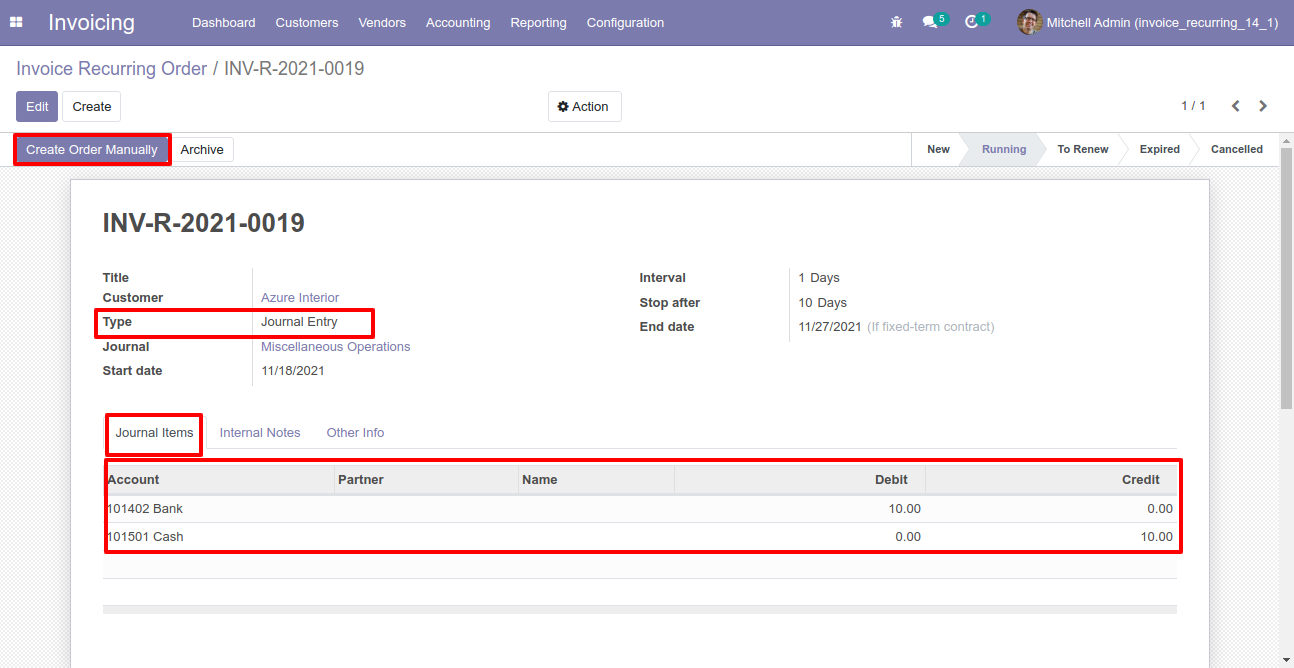 Invoicing Dashboard Customers Vendors Accounting Reporting Configuration 5 1 Mitchell Admin (invoice_recurring_14_1)
Invoice Recurring Order / INV-R-2021-0019
Edit Create Action 1 / 1
Create Order Manually Archive New Running To Renew Expired Cancelled
INV-R-2021-0019
Title Interval 1 Days
Customer Azure Interior Stop after 10 Days
Type Journal Entry End date 11/27/2021 (If fixed-term contract)
Journal Miscellaneous Operations
Start date 11/18/2021
Journal Items Internal Notes Other Info
Account Partner Name Debit Credit
101402 Bank 10.00 0.00
101501 Cash 0.00 10.00